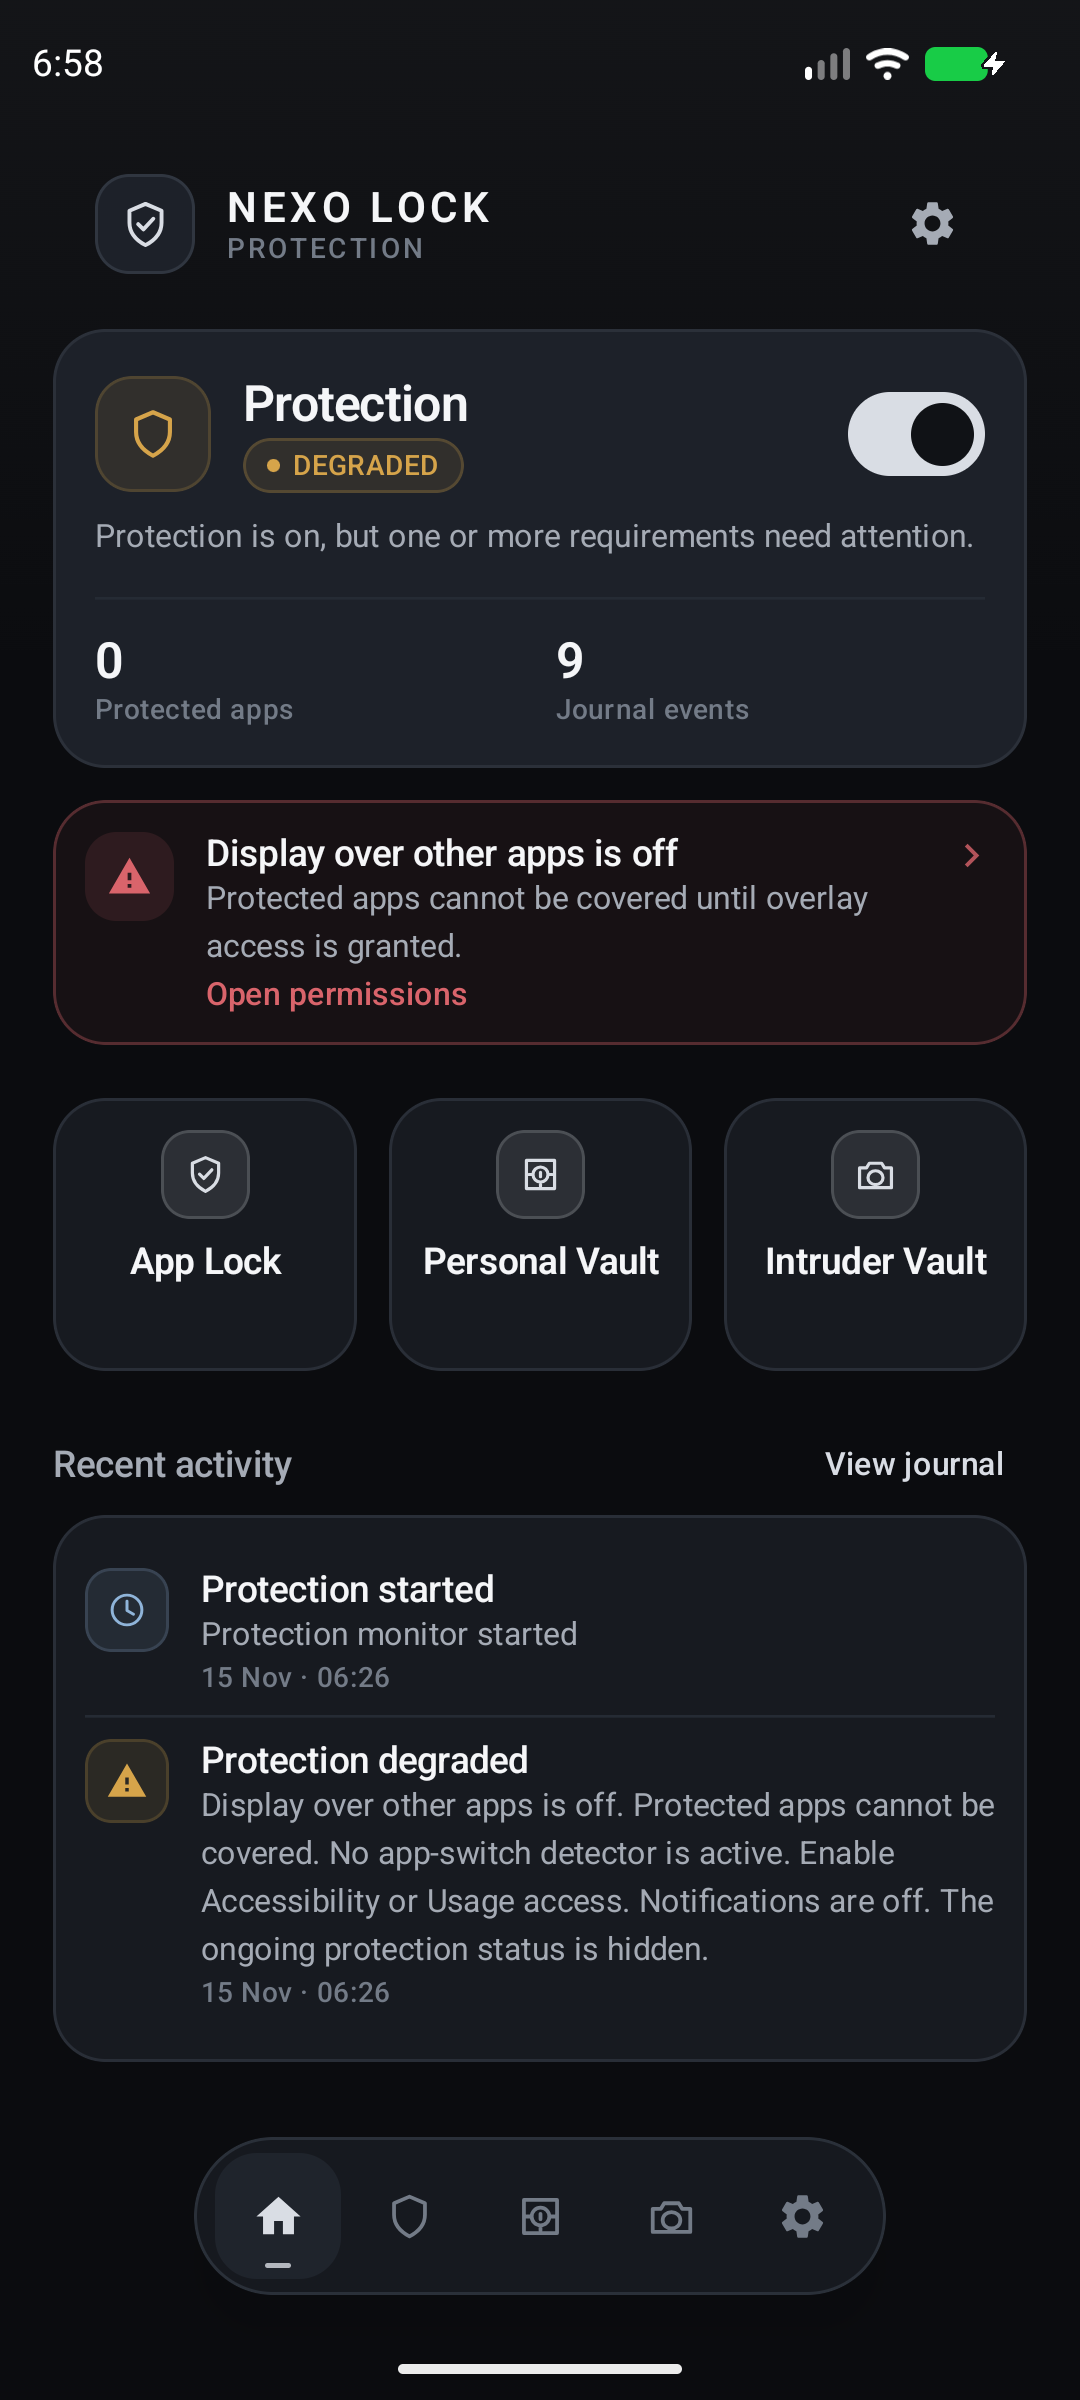 6:58
NEXO LOCK
PROTECTION
Protection
DEGRADED
Protection is on, but one or more requirements need attention.
0
Protected apps
9
Journal events
Display over other apps is off
Protected apps cannot be covered until overlay
access is granted.
Open permissions
App Lock
Personal Vault
Intruder Vault
Recent activity
View journal
Protection started
Protection monitor started
15 Nov · 06:26
Protection degraded
Display over other apps is off. Protected apps cannot be
covered. No app-switch detector is active. Enable
Accessibility or Usage access. Notifications are off. The
ongoing protection status is hidden.
15 Nov · 06:26